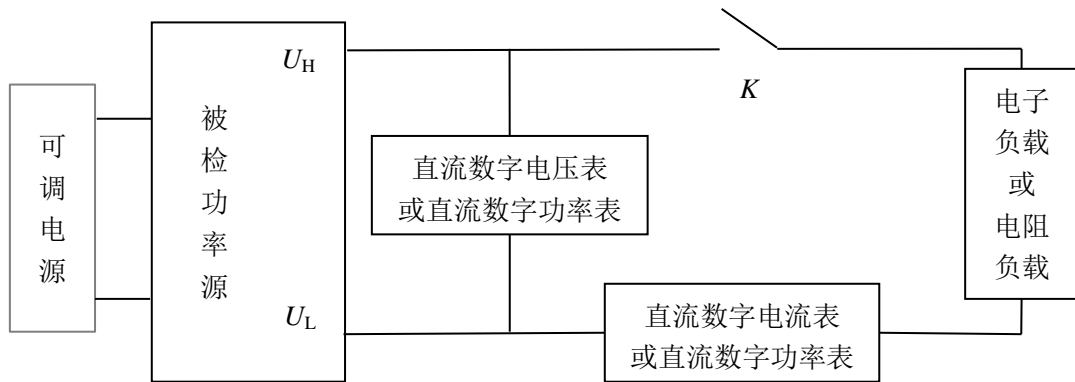 可调电源
被检功率源
U_H
U_L
直流数字电压表
或直流数字功率表
K
直流数字电流表
或直流数字功率表
电子
负载
或
电阻
负载